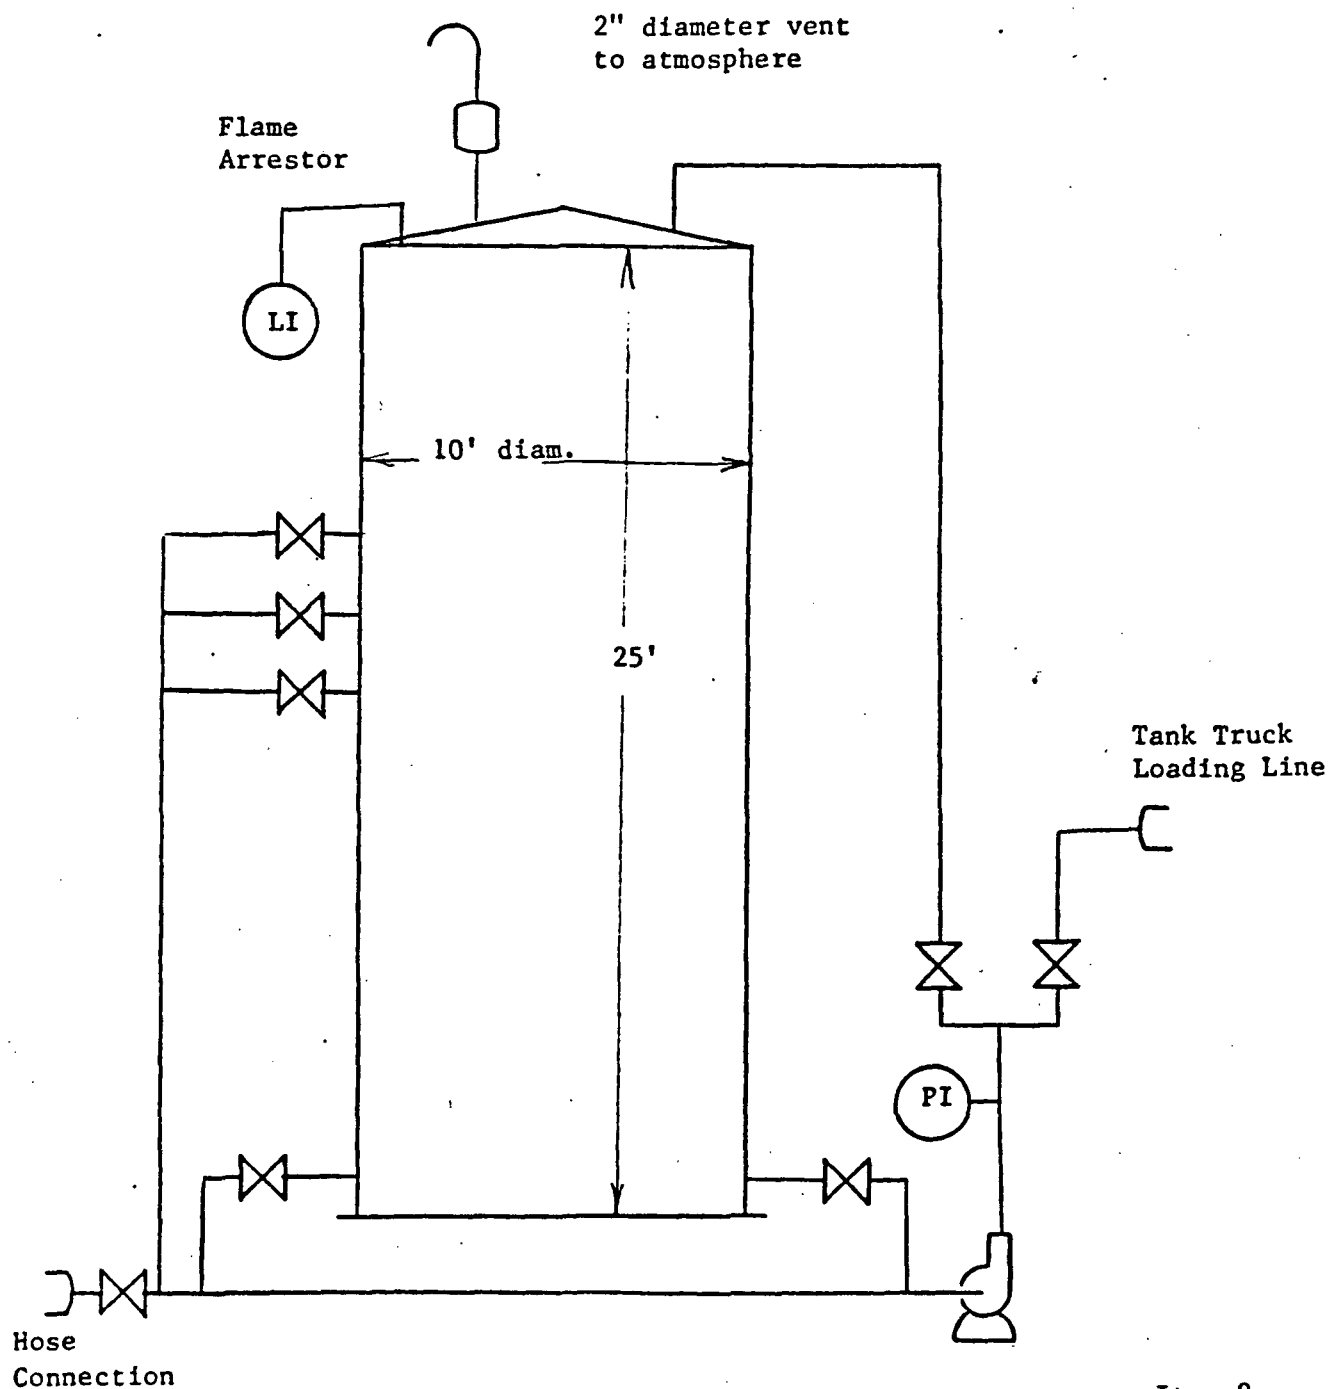 2" diameter vent
to atmosphere
Flame
Arrestor
LI
10' diam.
25'
Tank Truck
Loading Line
PI
Hose
Connection